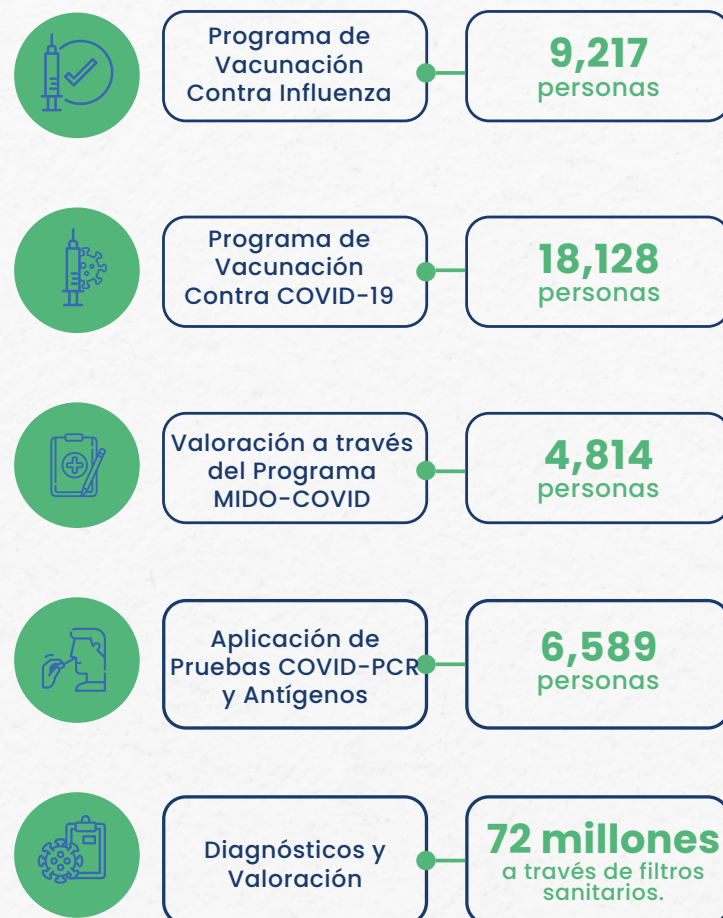 Programa de
Vacunación
Contra Influenza
9,217
personas
Programa de
Vacunación
Contra COVID-19
18,128
personas
Valoración a través
del Programa
MIDO-COVID
4,814
personas
Aplicación de
Pruebas COVID-PCR
y Antígenos
6,589
personas
Diagnósticos y
Valoración
72 millones
a través de filtros
sanitarios.